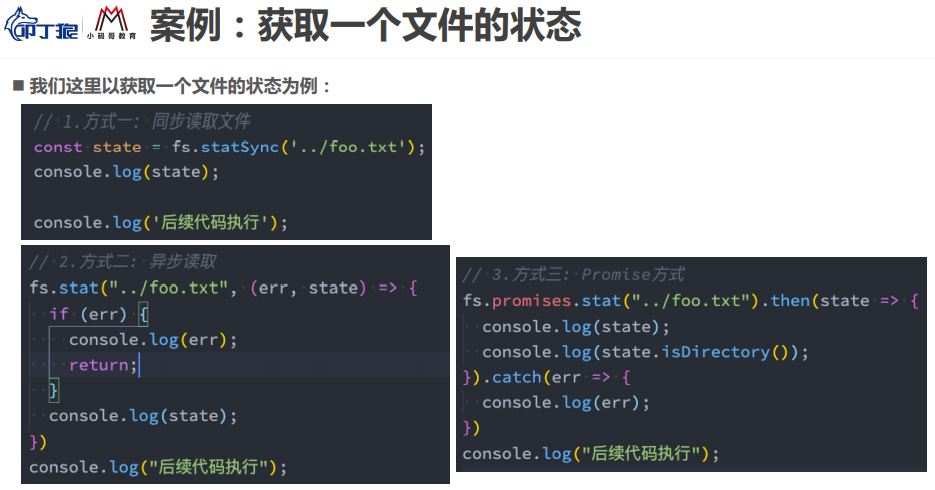 叩丁狼
小码哥教育
案例：获取一个文件的状态
我们这里以获取一个文件的状态为例：
// 1.方式一: 同步读取文件
const state = fs.statSync('../foo.txt');
console.log(state);
console.log('后续代码执行');
// 2.方式二: 异步读取
fs.stat("../foo.txt", (err, state) => {
if (err) {
console.log(err);
return;
}
console.log(state);
})
console.log("后续代码执行");
// 3.方式三: Promise方式
fs.promises.stat("../foo.txt").then(state => {
console.log(state);
console.log(state.isDirectory());
}).catch(err => {
console.log(err);
})
console.log("后续代码执行");